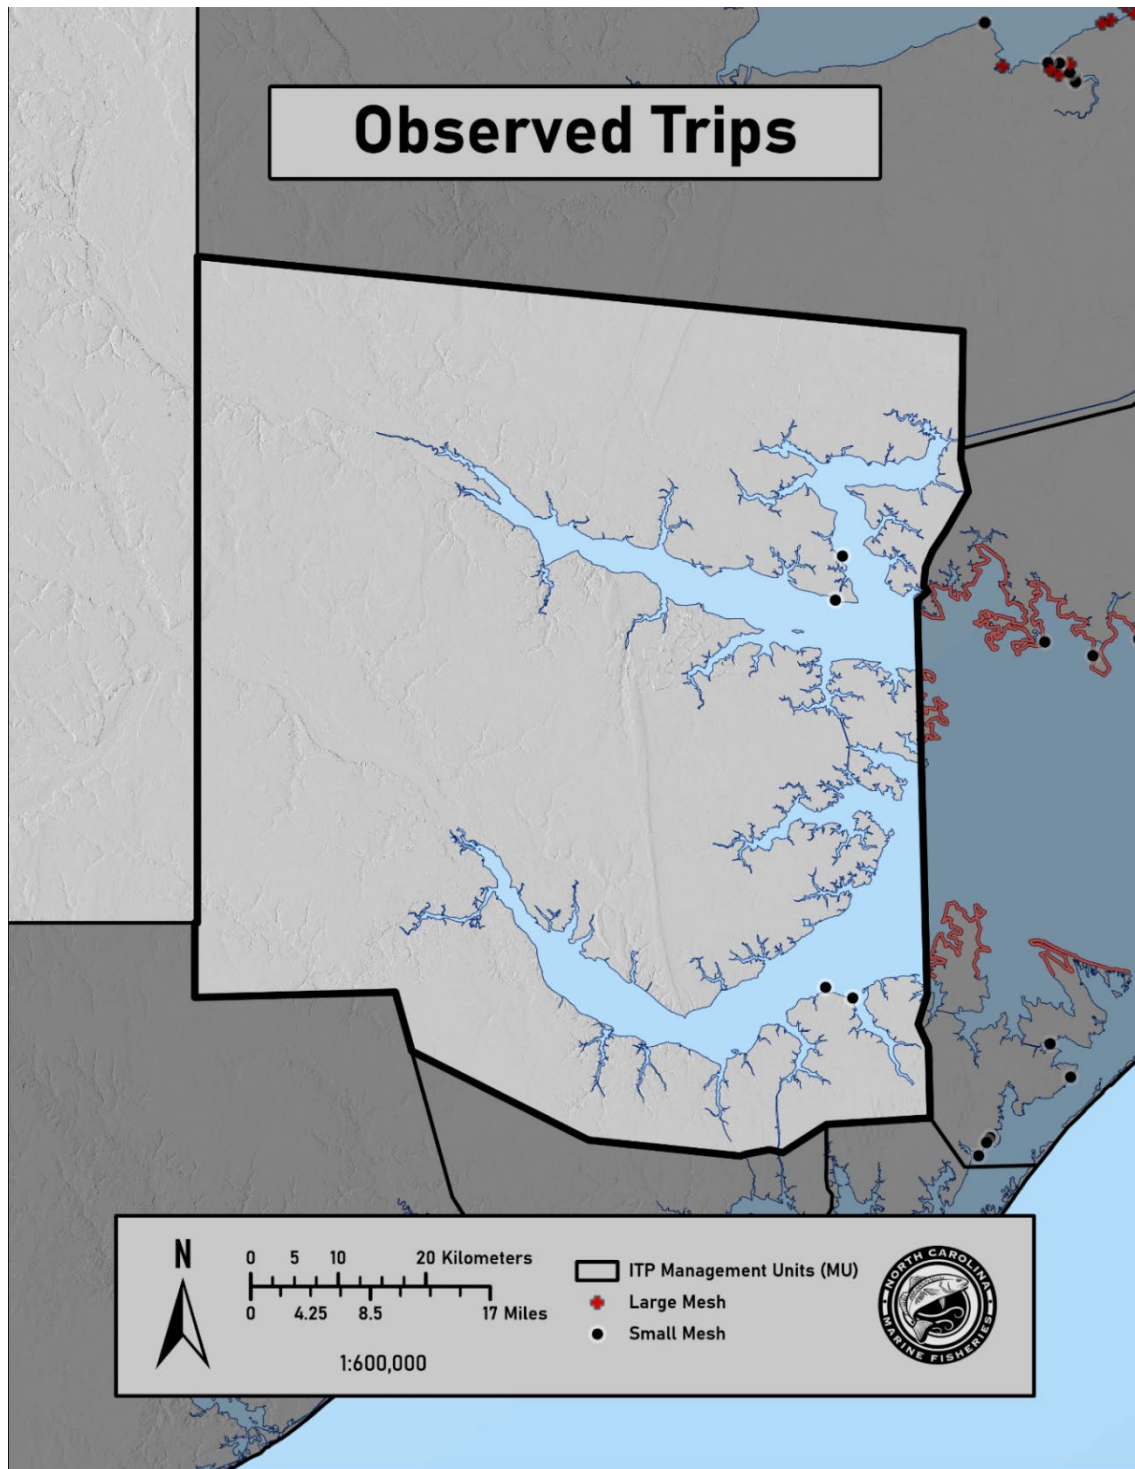 Observed Trips
N
0 5 10 20 Kilometers
0 4.25 8.5 17 Miles
1:600,000
ITP Management Units (MU)
Large Mesh
Small Mesh
NORTH CAROLINA
MARINE FISHERIES